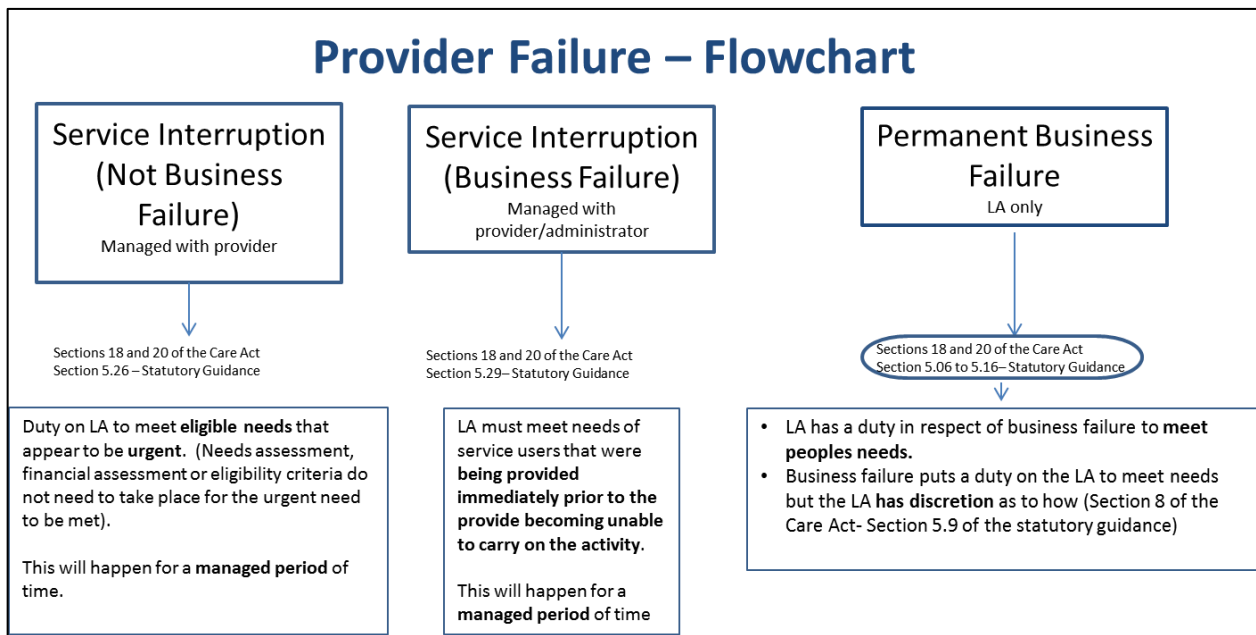 Provider Failure – Flowchart
Service Interruption
(Not Business
Failure)
Managed with provider
Sections 18 and 20 of the Care Act
Section 5.26 – Statutory Guidance
Duty on LA to meet eligible needs that
appear to be urgent.  (Needs assessment,
financial assessment or eligibility criteria do
not need to take place for the urgent need
to be met).
This will happen for a managed period of
time.
Service Interruption
(Business Failure)
Managed with
provider/administrator
Sections 18 and 20 of the Care Act
Section 5.29– Statutory Guidance
LA must meet needs of
service users that were
being provided
immediately prior to the
provide becoming unable
to carry on the activity.
This will happen for a
managed period of time
Permanent Business
Failure
LA only
Sections 18 and 20 of the Care Act
Section 5.06 to 5.16– Statutory Guidance
• LA has a duty in respect of business failure to meet
peoples needs.
• Business failure puts a duty on the LA to meet needs
but the LA has discretion as to how (Section 8 of the
Care Act- Section 5.9 of the statutory guidance)